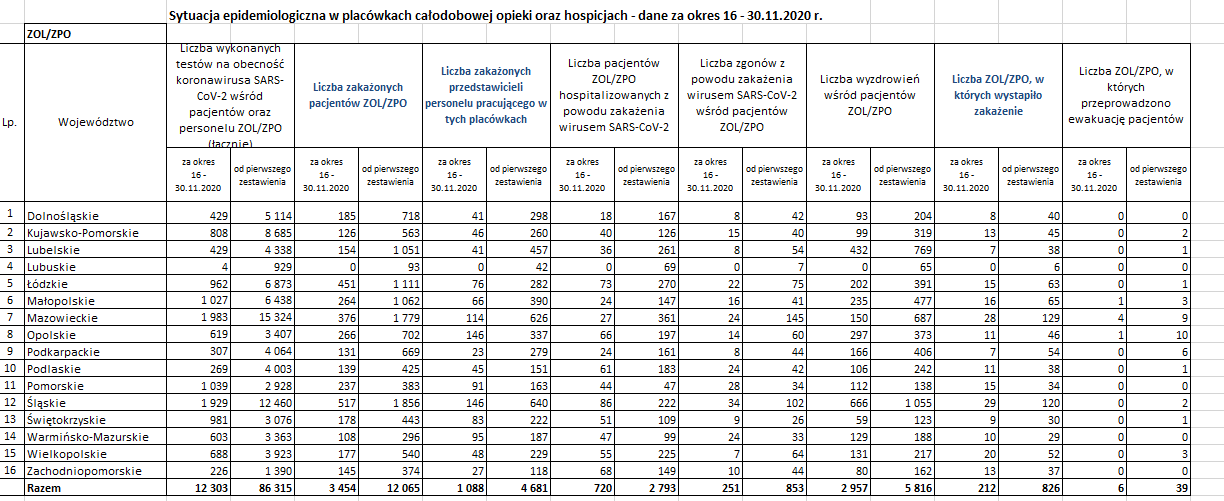 Sytuacja epidemiologiczna w placówkach całodobowej opieki oraz hospicjach - dane za okres 16 - 30.11.2020 r.
ZOL/ZPO
Lp. | Województwo | Liczba wykonanych testów na obecność koronawirusa SARS-CoV-2 wśród pacjentów oraz personelu ZOL/ZPO (łącznie) | Liczba zakażonych pacjentów ZOL/ZPO | Liczba zakażonych przedstawicieli personelu pracującego w tych placówkach | Liczba pacjentów ZOL/ZPO hospitalizowanych z powodu zakażenia wirusem SARS-CoV-2 | Liczba zgonów z powodu zakażenia wirusem SARS-CoV-2 wśród pacjentów ZOL/ZPO | Liczba wyzdrowień wśród pacjentów ZOL/ZPO | Liczba ZOL/ZPO, w których wystapiło zakażenie | Liczba ZOL/ZPO, w których przeprowadzono ewakuację pacjentów
za okres 16 - 30.11.2020 | od pierwszego zestawienia | za okres 16 - 30.11.2020 | od pierwszego zestawienia | za okres 16 - 30.11.2020 | od pierwszego zestawienia | za okres 16 - 30.11.2020 | od pierwszego zestawienia | za okres 16 - 30.11.2020 | od pierwszego zestawienia | za okres 16 - 30.11.2020 | od pierwszego zestawienia | za okres 16 - 30.11.2020 | od pierwszego zestawienia | za okres 16 - 30.11.2020 | od pierwszego zestawienia
1 | Dolnośląskie | 429 | 5 114 | 185 | 718 | 41 | 298 | 18 | 167 | 8 | 42 | 93 | 204 | 8 | 40 | 0 | 0
2 | Kujawsko-Pomorskie | 808 | 8 685 | 126 | 563 | 46 | 260 | 40 | 126 | 15 | 40 | 99 | 319 | 13 | 45 | 0 | 2
3 | Lubelskie | 429 | 4 338 | 154 | 1 051 | 41 | 457 | 36 | 261 | 8 | 54 | 432 | 769 | 7 | 38 | 0 | 1
4 | Lubuskie | 4 | 929 | 0 | 93 | 0 | 42 | 0 | 69 | 0 | 7 | 0 | 65 | 0 | 6 | 0 | 0
5 | Łódzkie | 962 | 6 873 | 451 | 1 111 | 76 | 282 | 73 | 270 | 22 | 75 | 202 | 391 | 15 | 63 | 0 | 1
6 | Małopolskie | 1 027 | 6 438 | 264 | 1 062 | 66 | 390 | 24 | 147 | 16 | 41 | 235 | 477 | 16 | 65 | 1 | 3
7 | Mazowieckie | 1 983 | 15 324 | 376 | 1 779 | 114 | 626 | 27 | 361 | 24 | 145 | 150 | 687 | 28 | 129 | 4 | 9
8 | Opolskie | 619 | 3 407 | 266 | 702 | 146 | 337 | 66 | 197 | 14 | 60 | 297 | 373 | 11 | 46 | 1 | 10
9 | Podkarpackie | 307 | 4 064 | 131 | 669 | 23 | 279 | 24 | 161 | 8 | 44 | 166 | 406 | 7 | 54 | 0 | 6
10 | Podlaskie | 269 | 4 003 | 139 | 425 | 45 | 151 | 61 | 183 | 24 | 42 | 106 | 242 | 11 | 38 | 0 | 1
11 | Pomorskie | 1 039 | 2 928 | 237 | 383 | 91 | 163 | 44 | 47 | 28 | 34 | 112 | 138 | 15 | 34 | 0 | 0
12 | Śląskie | 1 929 | 12 460 | 517 | 1 856 | 146 | 640 | 86 | 222 | 34 | 102 | 666 | 1 055 | 29 | 120 | 0 | 2
13 | Świętokrzyskie | 981 | 3 076 | 178 | 443 | 83 | 222 | 51 | 109 | 9 | 26 | 59 | 123 | 9 | 30 | 0 | 1
14 | Warmińsko-Mazurskie | 603 | 3 363 | 108 | 296 | 95 | 187 | 47 | 99 | 24 | 33 | 129 | 188 | 10 | 29 | 0 | 0
15 | Wielkopolskie | 688 | 3 923 | 177 | 540 | 48 | 229 | 55 | 225 | 7 | 64 | 131 | 217 | 20 | 52 | 0 | 3
16 | Zachodniopomorskie | 226 | 1 390 | 145 | 374 | 27 | 118 | 68 | 149 | 10 | 44 | 80 | 162 | 13 | 37 | 0 | 0
Razem | 12 303 | 86 315 | 3 454 | 12 065 | 1 088 | 4 681 | 720 | 2 793 | 251 | 853 | 2 957 | 5 816 | 212 | 826 | 6 | 39